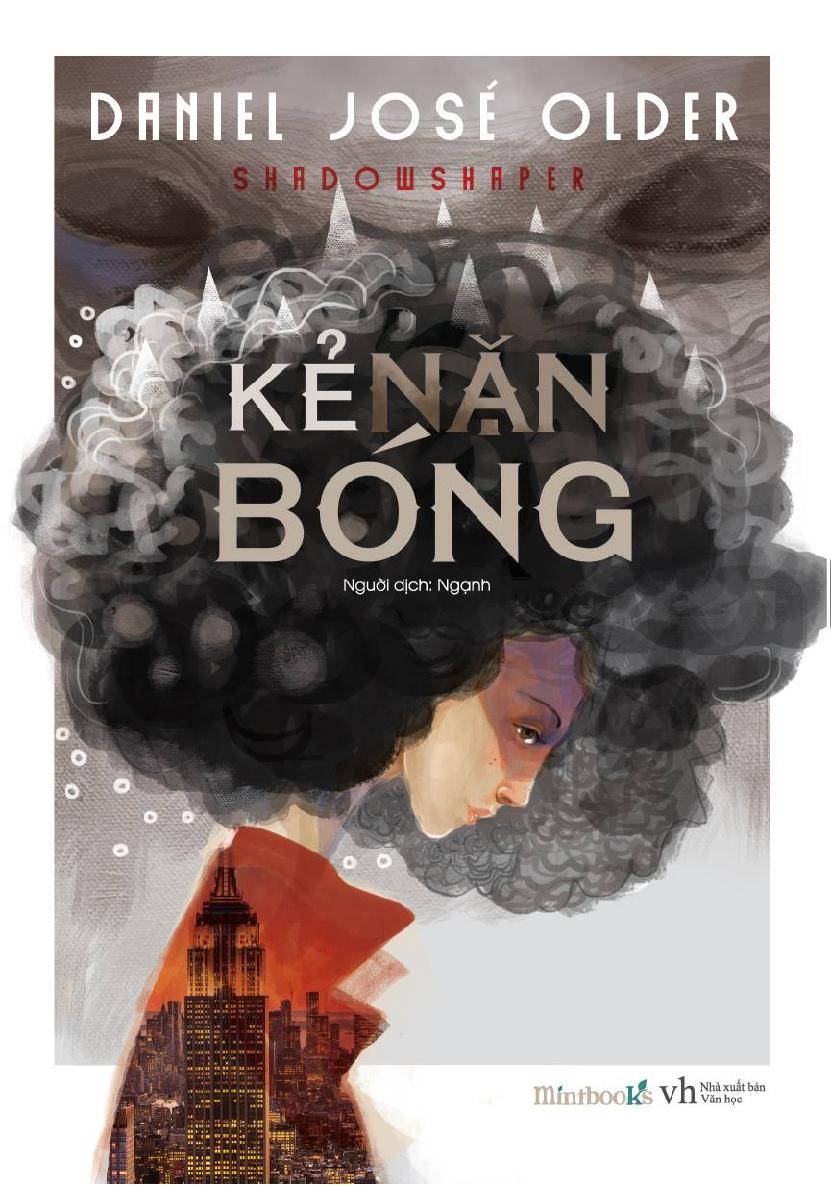 DANIEL JOSÉ OLDER
SHADOWSHAPER
KẺ NẶN
BÓNG
Người dịch: Ngạnh
mintbooks vh Nhà xuất bản
Văn học